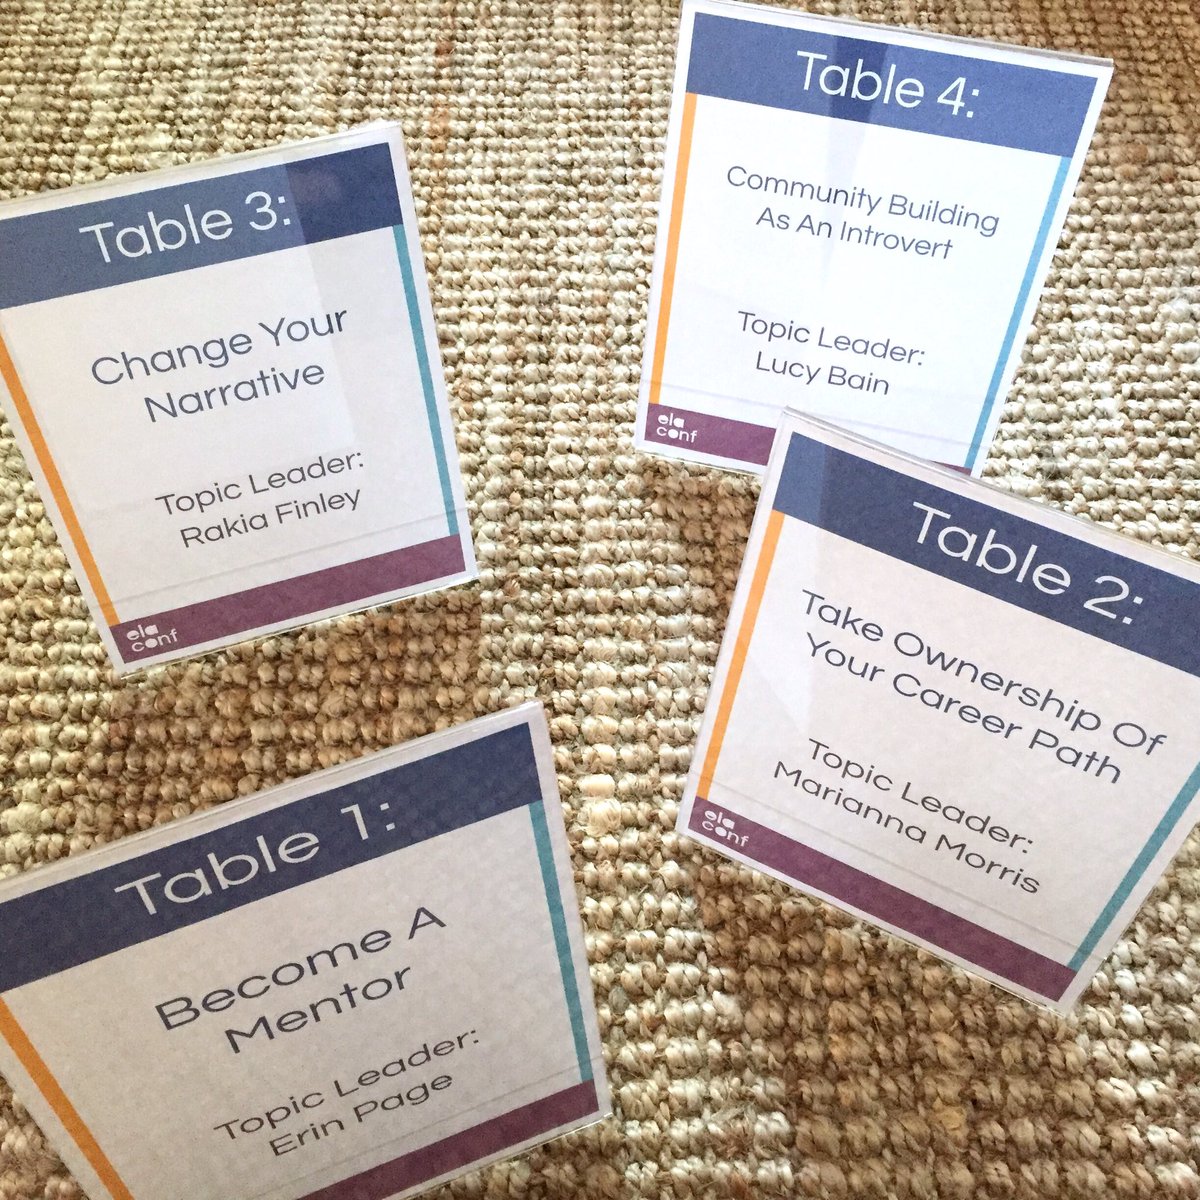 Table 3:
Change Your
Narrative
Topic Leader:
Rakia Finley
ela
conf
Table 4:
Community Building
As An Introvert
Topic Leader:
Lucy Bain
ela
conf
Table 1:
Become A
Mentor
Topic Leader:
Erin Page
Table 2:
Take Ownership Of
Your Career Path
Topic Leader:
Marianna Morris
ela
conf